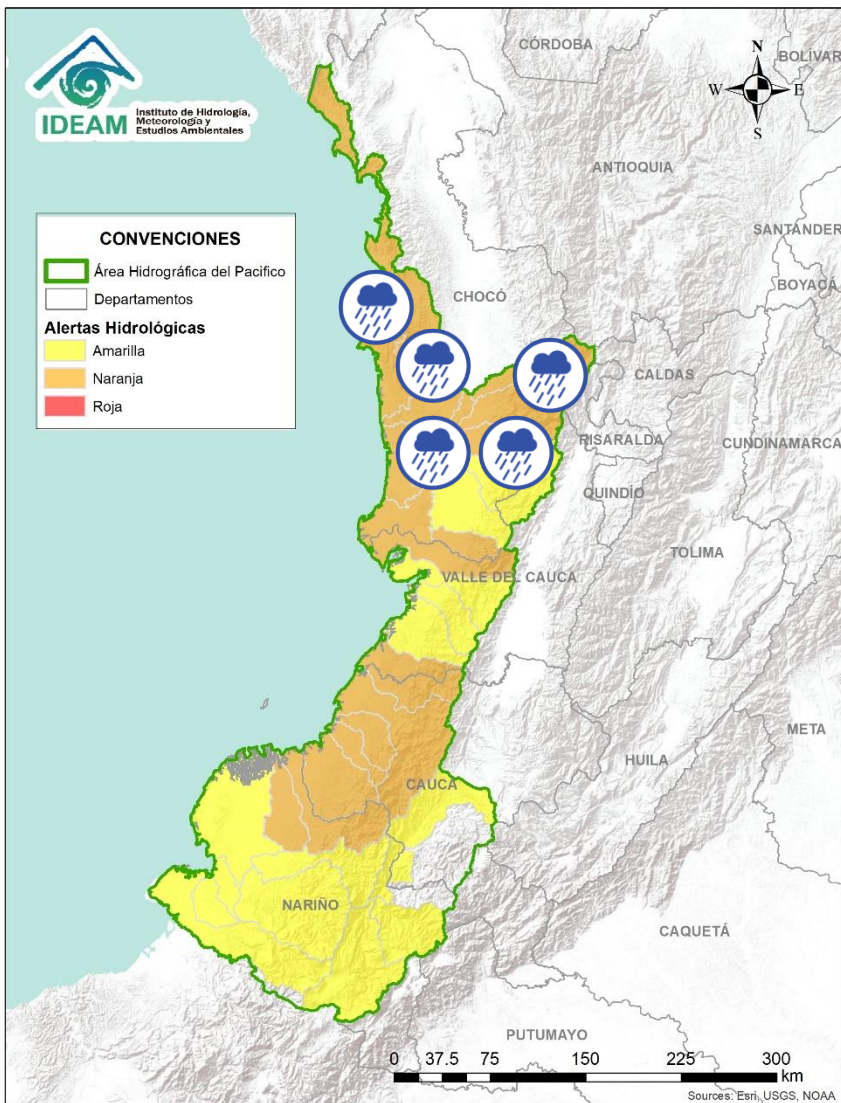 IDEAM
Instituto de Hidrología,
Meteorología y
Estudios Ambientales
CÓRDOBA
BOLÍVAR
N
W
E
S
ANTIOQUIA
SANTANDER
BOYACÁ
CONVENCIONES
Área Hidrográfica del Pacifico
Departamentos
Alertas Hidrológicas
Amarilla
Naranja
Roja
CHOCÓ
CALDAS
RISARALDA
CUNDINAMARCA
QUINDÍO
TOLIMA
VALLE DEL CAUCA
META
HUILA
CAUCA
NARIÑO
CAQUETÁ
PUTUMAYO
0 37.5 75 150 225 300
km
Sources: Esri, USGS, NOAA